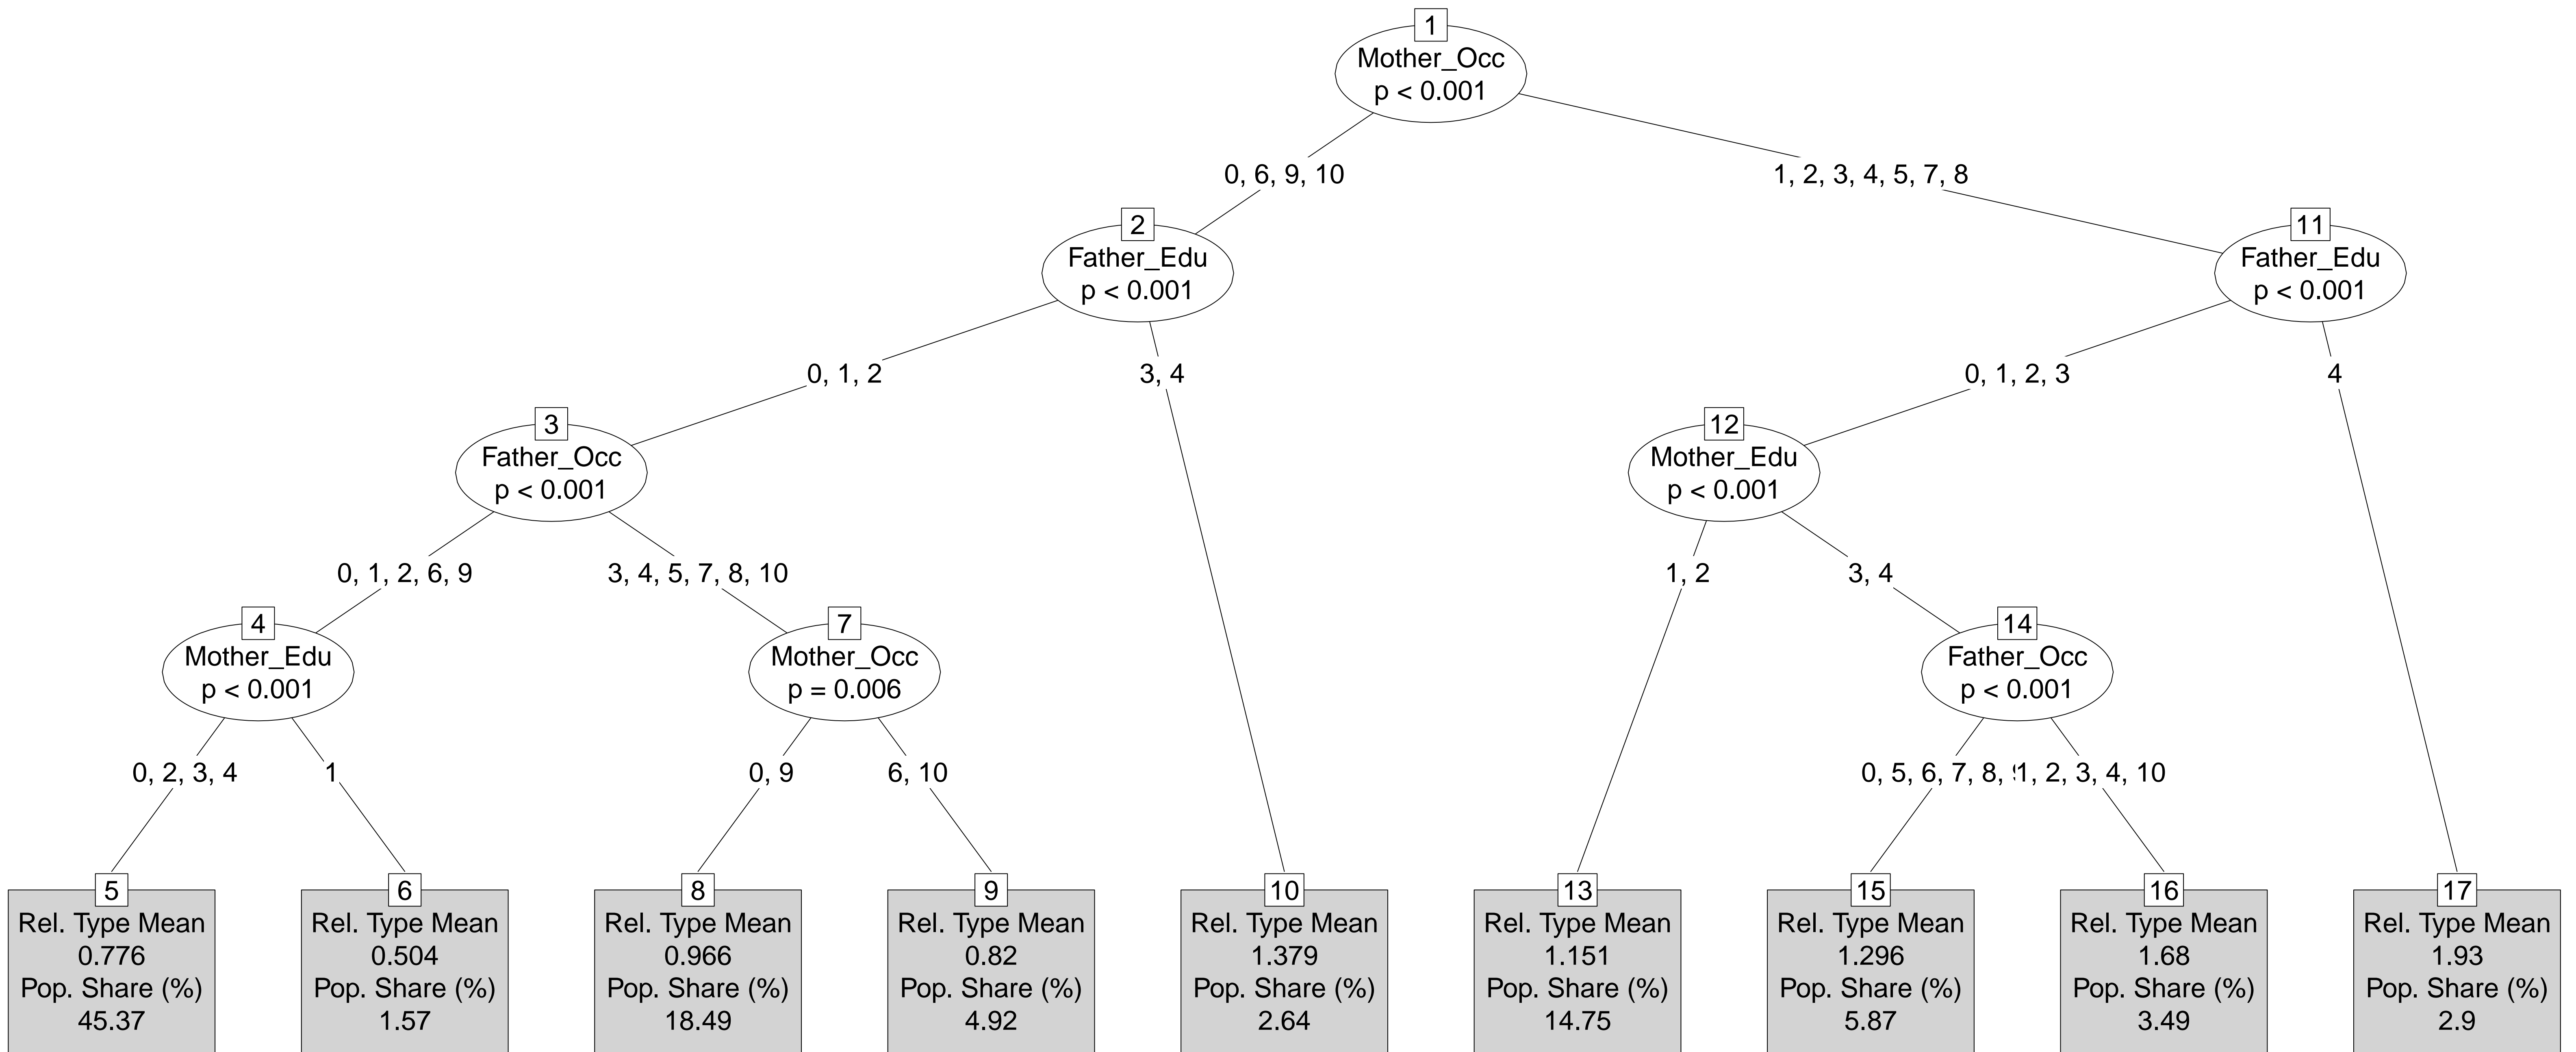 1
Mother_Occ
p < 0.001
0, 6, 9, 10
1, 2, 3, 4, 5, 7, 8
2
Father_Edu
p < 0.001
11
Father_Edu
p < 0.001
0, 1, 2
3, 4
0, 1, 2, 3
4
3
Father_Occ
p < 0.001
12
Mother_Edu
p < 0.001
0, 1, 2, 6, 9
3, 4, 5, 7, 8, 10
1, 2
3, 4
4
Mother_Edu
p < 0.001
7
Mother_Occ
p = 0.006
14
Father_Occ
p < 0.001
0, 2, 3, 4
1
0, 9
6, 10
0, 5, 6, 7, 8,
1, 2, 3, 4, 10
5
Rel. Type Mean
0.776
Pop. Share (%)
45.37
6
Rel. Type Mean
0.504
Pop. Share (%)
1.57
8
Rel. Type Mean
0.966
Pop. Share (%)
18.49
9
Rel. Type Mean
0.82
Pop. Share (%)
4.92
10
Rel. Type Mean
1.379
Pop. Share (%)
2.64
13
Rel. Type Mean
1.151
Pop. Share (%)
14.75
15
Rel. Type Mean
1.296
Pop. Share (%)
5.87
16
Rel. Type Mean
1.68
Pop. Share (%)
3.49
17
Rel. Type Mean
1.93
Pop. Share (%)
2.9